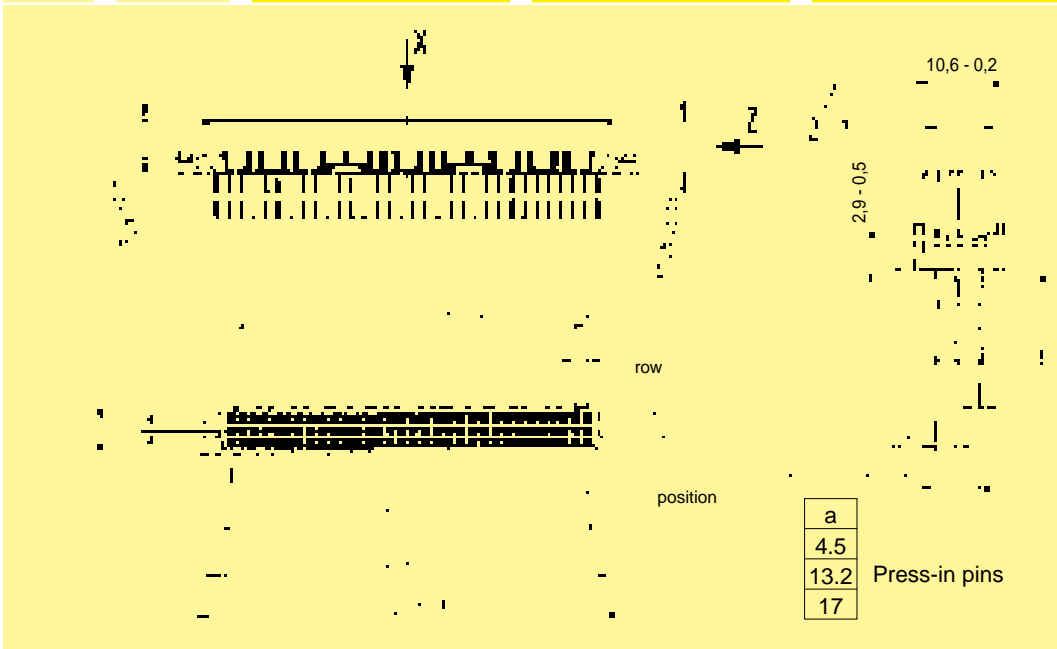 X
10,6 - 0,2
Z
2,9 - 0,5
row
position
a
4.5
13.2 Press-in pins
17